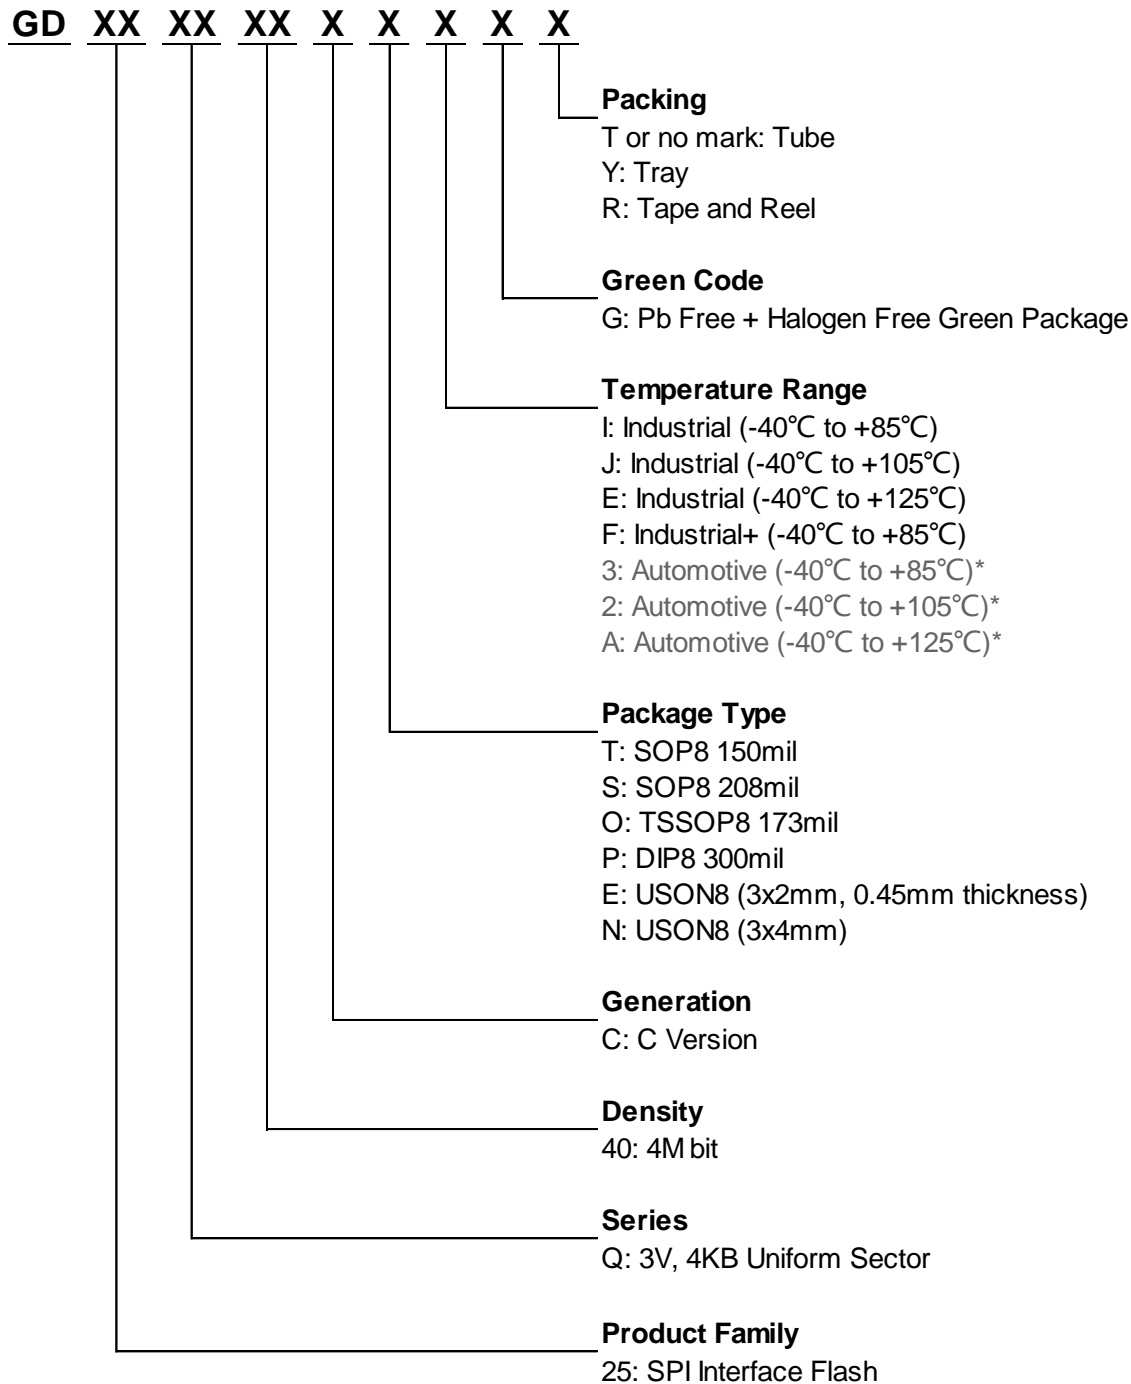 GD XX XX XX X X X X X
Packing
T or no mark: Tube
Y: Tray
R: Tape and Reel
Green Code
G: Pb Free + Halogen Free Green Package
Temperature Range
I: Industrial (-40℃ to +85℃)
J: Industrial (-40℃ to +105℃)
E: Industrial (-40℃ to +125℃)
F: Industrial+ (-40℃ to +85℃)
3: Automotive (-40℃ to +85℃)*
2: Automotive (-40℃ to +105℃)*
A: Automotive (-40℃ to +125℃)*
Package Type
T: SOP8 150mil
S: SOP8 208mil
O: TSSOP8 173mil
P: DIP8 300mil
E: USON8 (3x2mm, 0.45mm thickness)
N: USON8 (3x4mm)
Generation
C: C Version
Density
40: 4M bit
Series
Q: 3V, 4KB Uniform Sector
Product Family
25: SPI Interface Flash